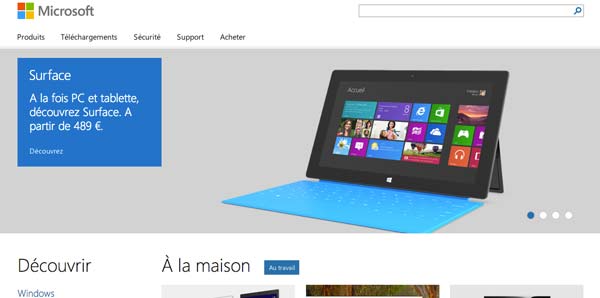 Microsoft
Produits Téléchargements Sécurité Support Acheter
Surface
A la fois PC et tablette,
découvrez Surface. A
partir de 489 €.
Découvrez
Accueil
8
Découvrir
À la maison
Au travail
Windows